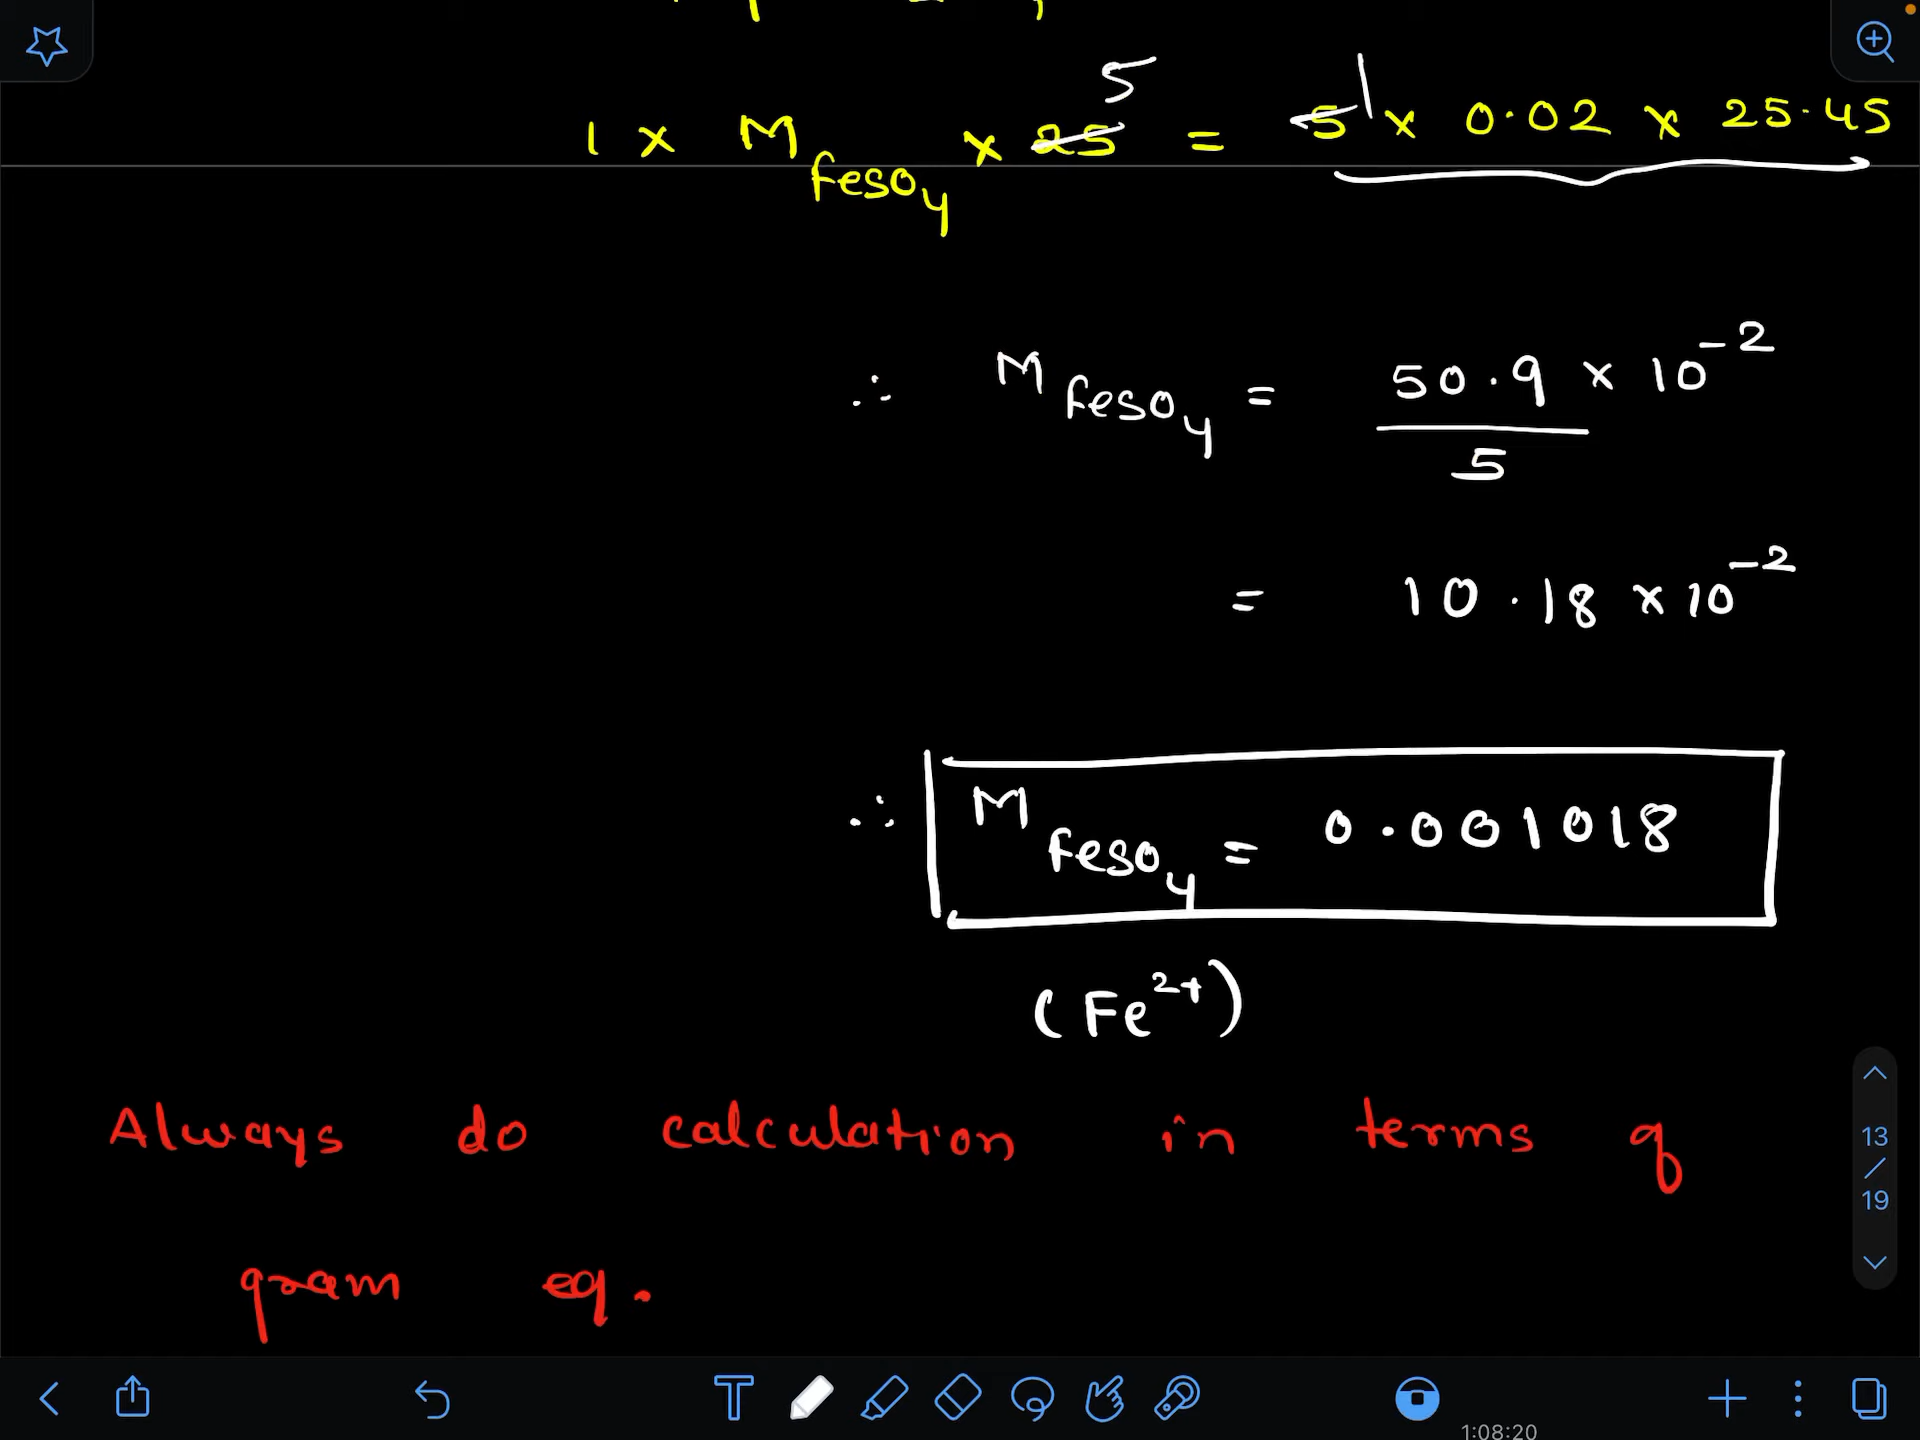 1 x M FeSO4 x 25 5 = 5 1 x 0.02 x 25.45
∴ M FeSO4 = 50.9 x 10^-2 / 5
= 10.18 x 10^-2
∴ M FeSO4 = 0.001018
(Fe2+)
Always do calculation in terms of
gram eq.
13
/
19
1:08:20